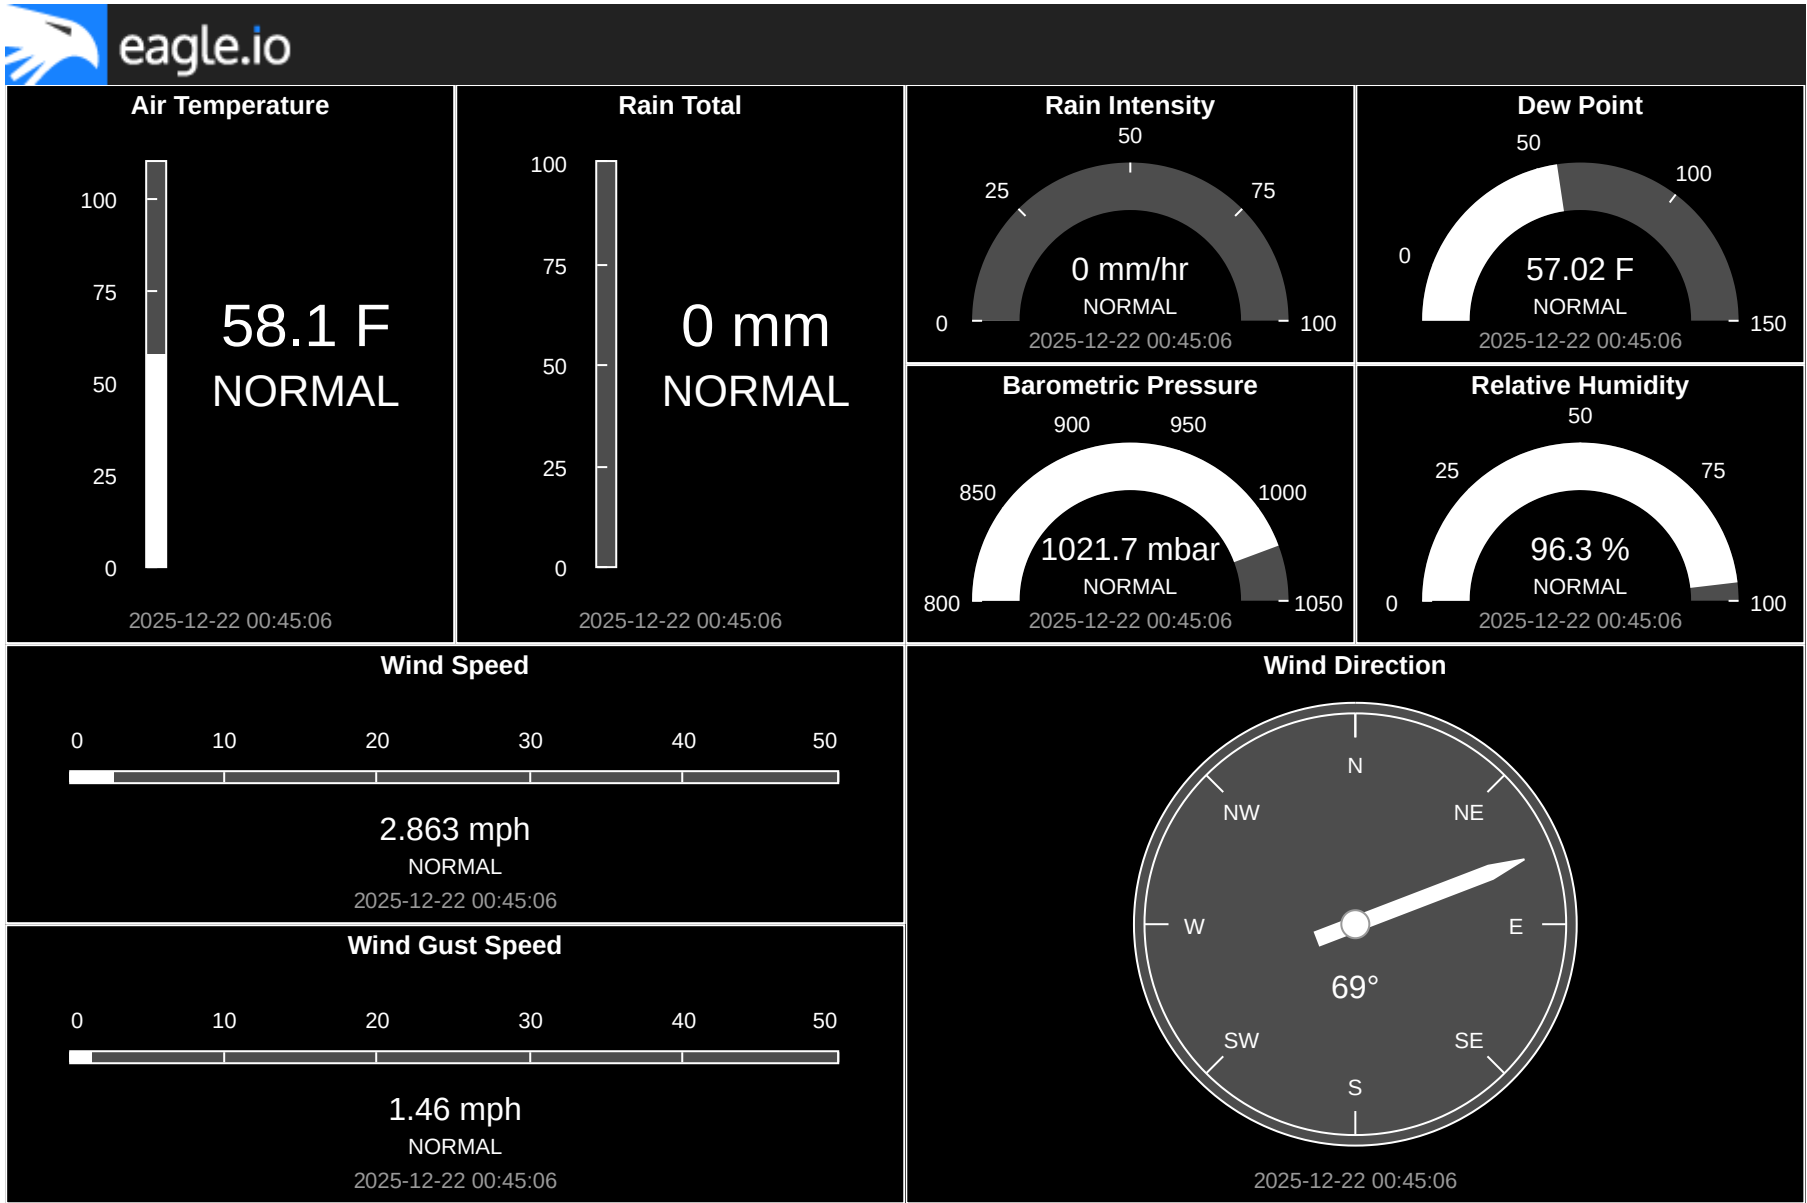 eagle.io
Air Temperature
100
75
50
25
0
58.1 F
NORMAL
2025-12-22 00:45:06
Rain Total
100
75
50
25
0
0 mm
NORMAL
2025-12-22 00:45:06
Rain Intensity
0
25
50
75
100
0 mm/hr
NORMAL
2025-12-22 00:45:06
Dew Point
0
50
100
150
57.02 F
NORMAL
2025-12-22 00:45:06
Barometric Pressure
800
850
900
950
1000
1050
1021.7 mbar
NORMAL
2025-12-22 00:45:06
Relative Humidity
0
25
50
75
100
96.3 %
NORMAL
2025-12-22 00:45:06
Wind Speed
0 10 20 30 40 50
2.863 mph
NORMAL
2025-12-22 00:45:06
Wind Gust Speed
0 10 20 30 40 50
1.46 mph
NORMAL
2025-12-22 00:45:06
Wind Direction
N
NW NE
W E
69°
SW SE
S
2025-12-22 00:45:06